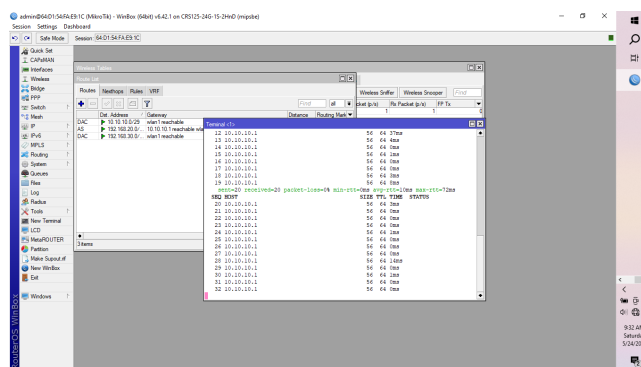 admin@64:D1:54:FA:E9:1C (MikroTik) - WinBox (64bit) v6.42.1 on CRS125-24G-1S-2HnD (mipsbe)
Session Settings Dashboard
Safe Mode Session: 64:D1:54:FA:E9:1C
Quick Set
CAPsMAN
Interfaces
Wireless
Bridge
PPP
Switch
Mesh
IP
IPv6
MPLS
Routing
System
Queues
Files
Log
Radius
Tools
New Terminal
LCD
MetaROUTER
Partition
Make Supout.rif
New WinBox
Exit
Windows
RouterOS WinBox
Wireless Tables
Wireless Sniffer Wireless Snooper Find
Packet (p/s) Rx Packet (p/s) FP Tx
1 1
Route List
Routes Nexthops Rules VRF
Find all
Dst. Address Gateway Distance Routing Mark
DAC 10.10.10.0/29 wlan1 reachable
AS 192.168.20.0/... 10.10.10.1 reachable wla
DAC 192.168.30.0/... wlan1 reachable
3 items
Terminal <1>
12 10.10.10.1 56 64 37ms
13 10.10.10.1 56 64 4ms
14 10.10.10.1 56 64 0ms
15 10.10.10.1 56 64 1ms
16 10.10.10.1 56 64 8ms
17 10.10.10.1 56 64 0ms
18 10.10.10.1 56 64 2ms
19 10.10.10.1 56 64 8ms
sent=20 received=20 packet-loss=0% min-rtt=0ms avg-rtt=10ms max-rtt=72ms
SEQ HOST SIZE TTL TIME STATUS
20 10.10.10.1 56 64 3ms
21 10.10.10.1 56 64 0ms
22 10.10.10.1 56 64 0ms
23 10.10.10.1 56 64 0ms
24 10.10.10.1 56 64 1ms
25 10.10.10.1 56 64 0ms
26 10.10.10.1 56 64 0ms
27 10.10.10.1 56 64 0ms
28 10.10.10.1 56 64 14ms
29 10.10.10.1 56 64 0ms
30 10.10.10.1 56 64 1ms
31 10.10.10.1 56 64 0ms
32 10.10.10.1 56 64 0ms
9:32 AM
Saturda
5/24/20